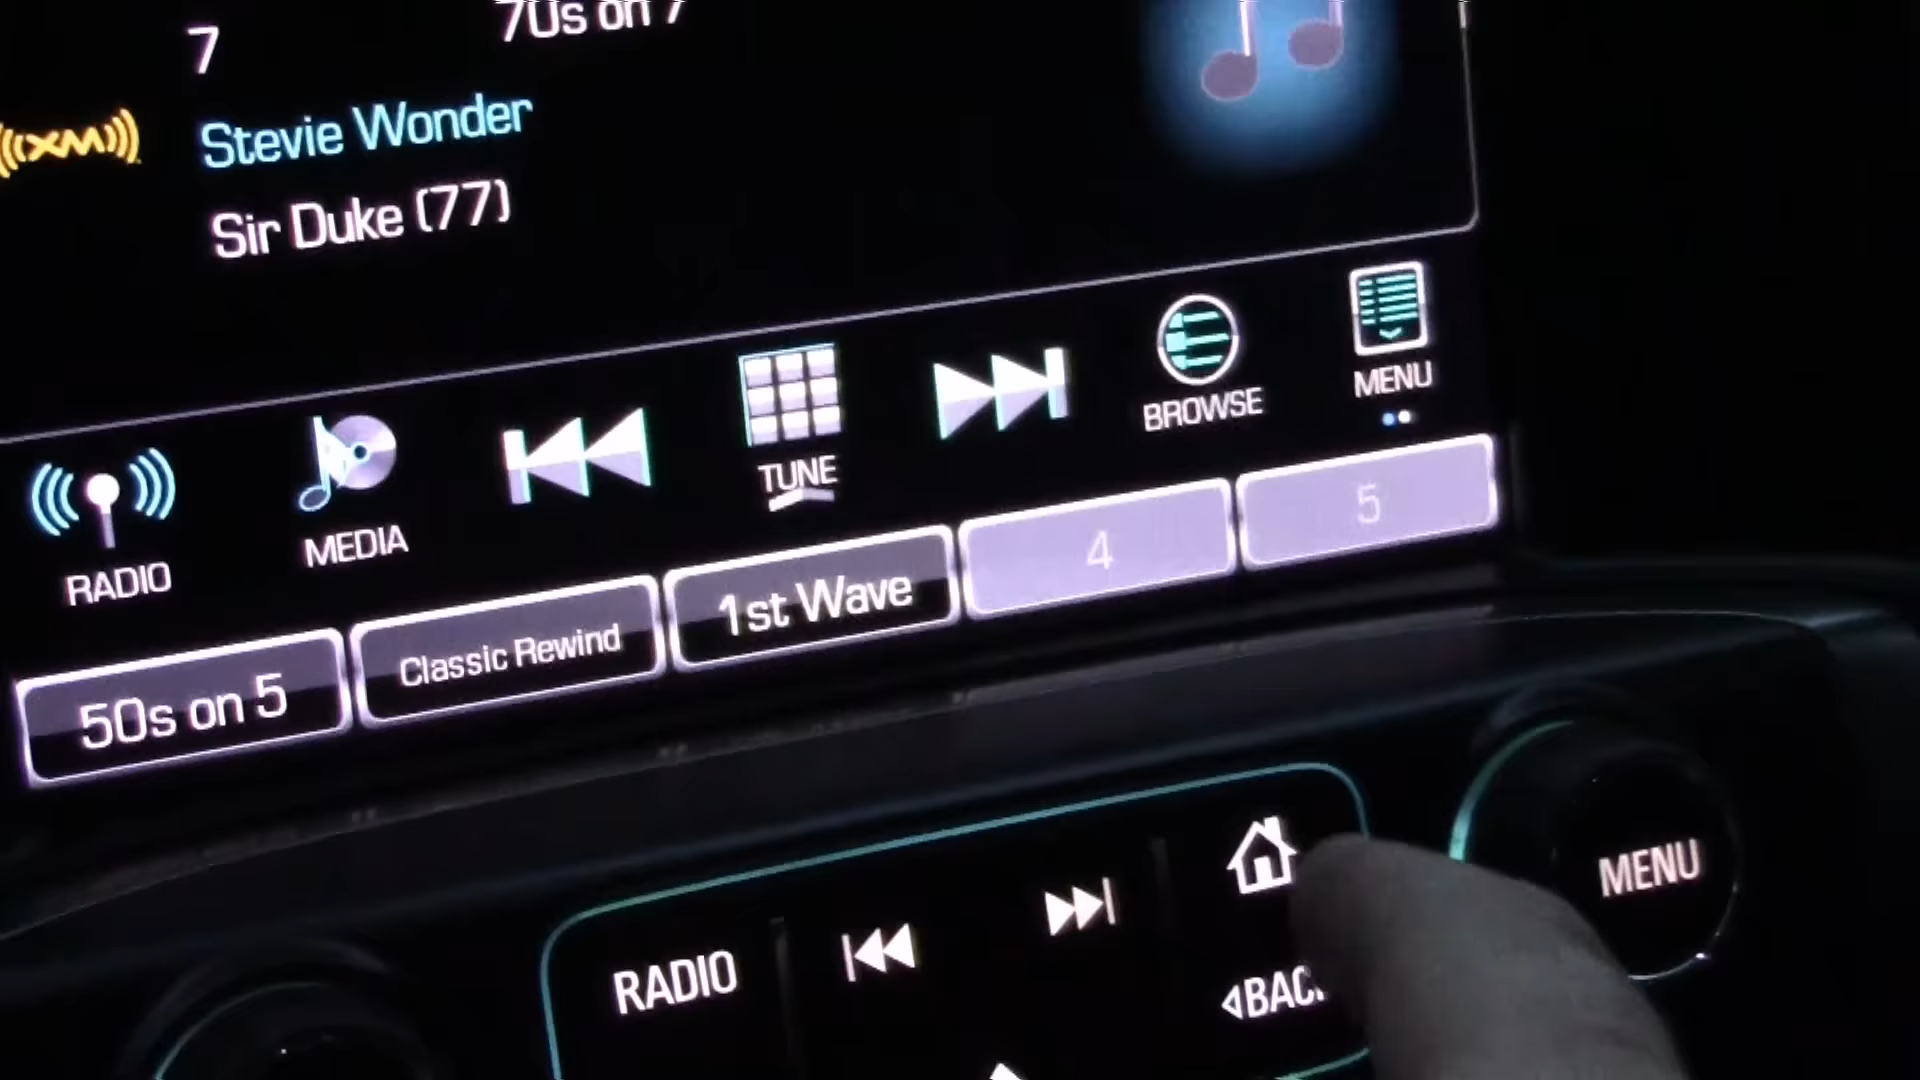 7
70s on 7
XM
Stevie Wonder
Sir Duke (77)
RADIO
MEDIA
TUNE
BROWSE
MENU
50s on 5
Classic Rewind
1st Wave
4
5
RADIO
BACK
MENU